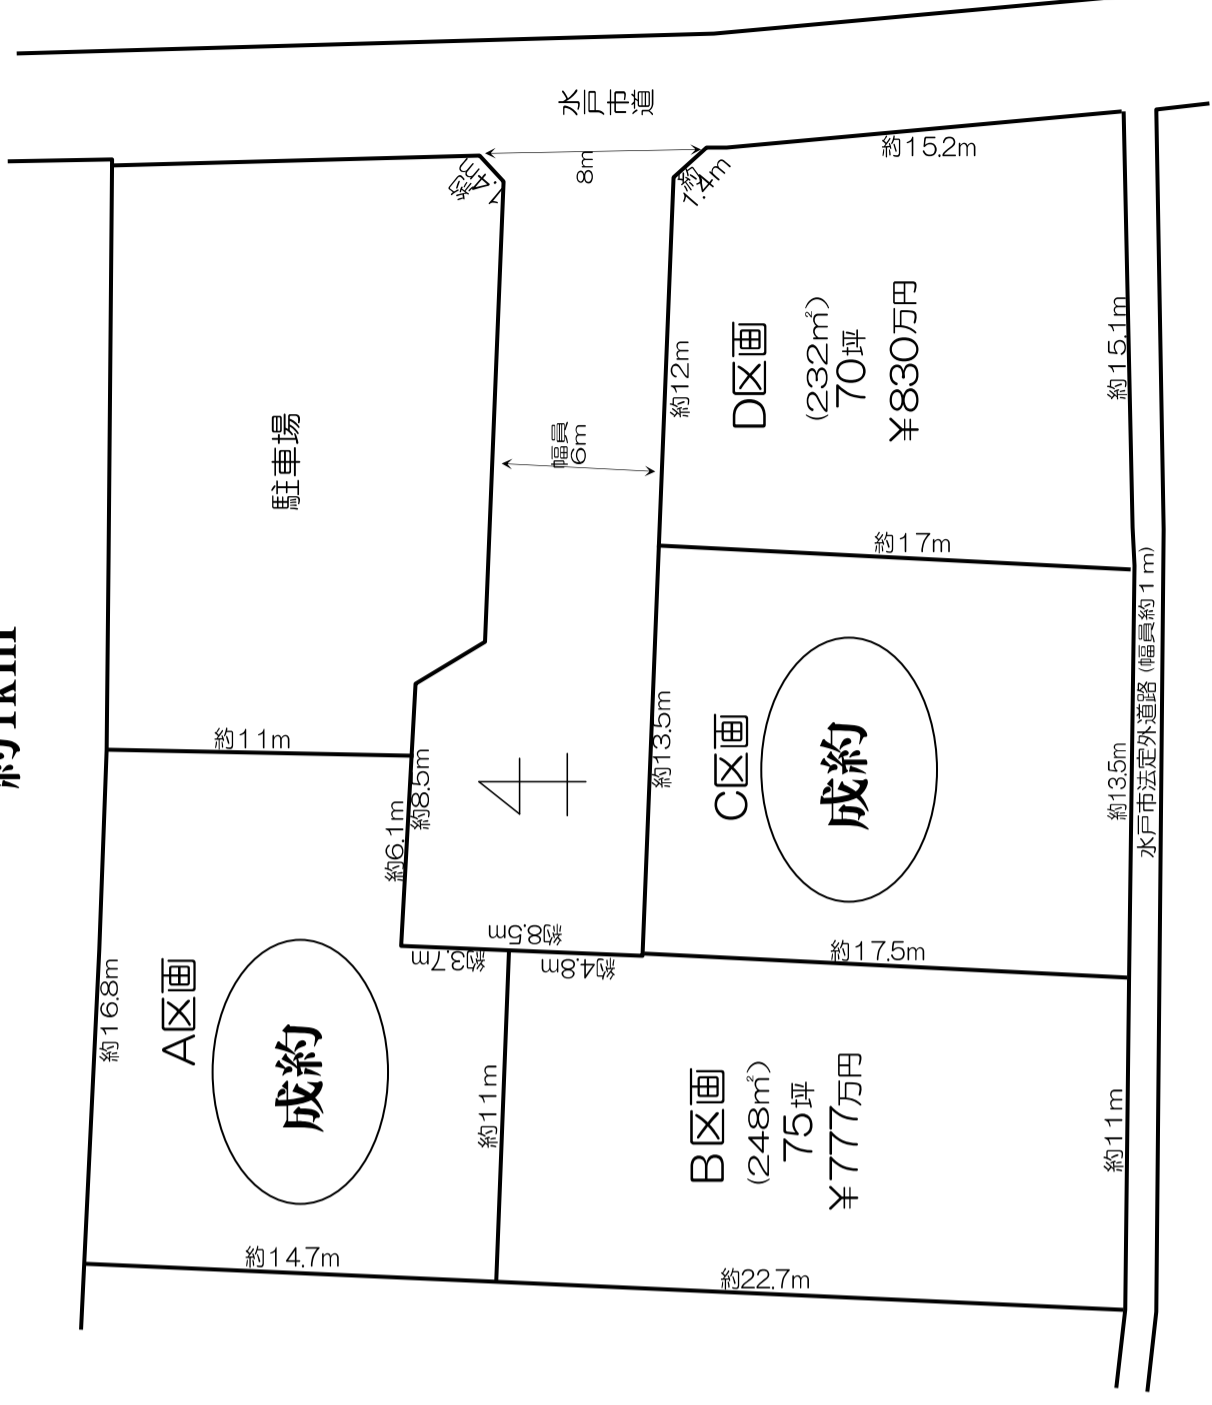 水戸市道
約1.4m
8m
約
1.4m
約15.2m
駐車場
幅員
6m
約12m
D区画
(232㎡)
70坪
¥830万円
約15.1m
約17m
約11m
約8.5m
約6.1m
4
約13.5m
C区画
成約
約13.5m
水戸市法定外道路(幅員約1m)
約16.8m
A区画
成約
約3.7m
約8.5m
約4.8m
約17.5m
約11m
B区画
(248㎡)
75坪
¥777万円
約11m
約14.7m
約22.7m
約1km